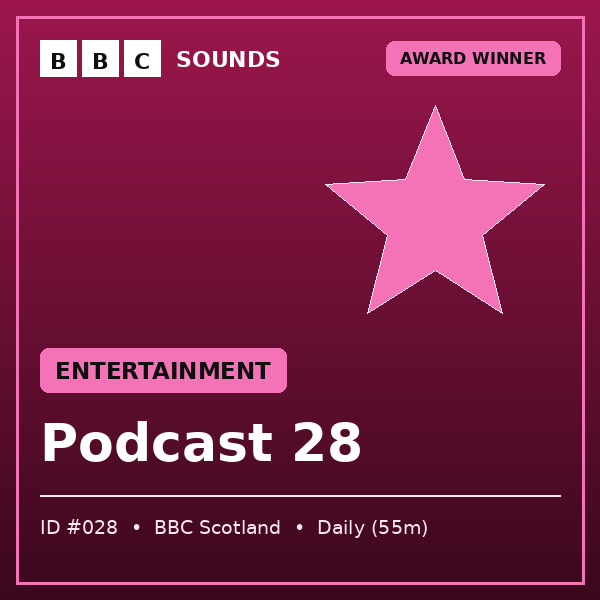 BBC SOUNDS
AWARD WINNER
ENTERTAINMENT
Podcast 28
ID #028 • BBC Scotland • Daily (55m)